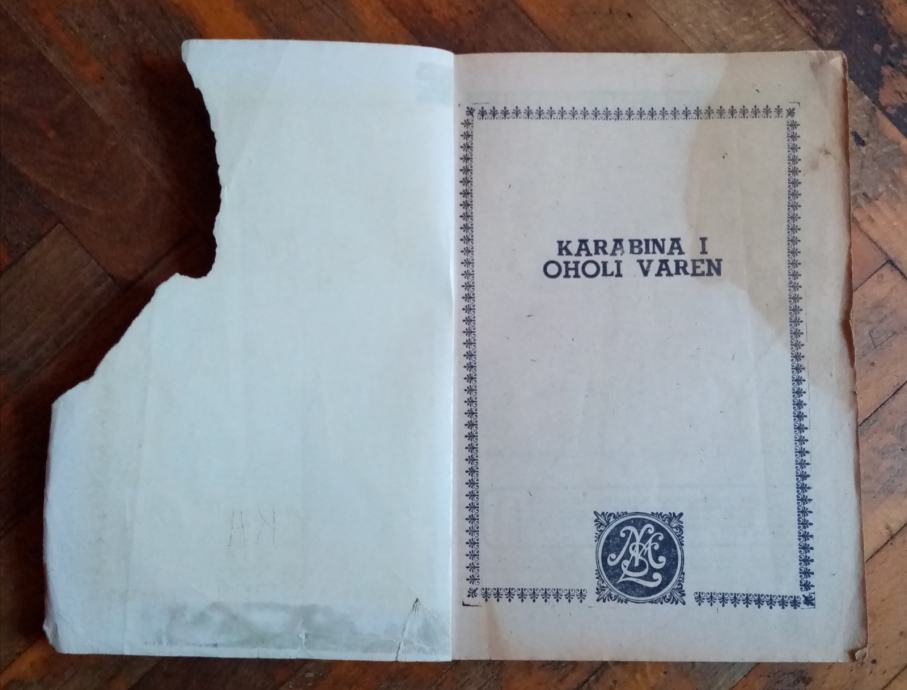 KARABINA I
OHOLI VAREN